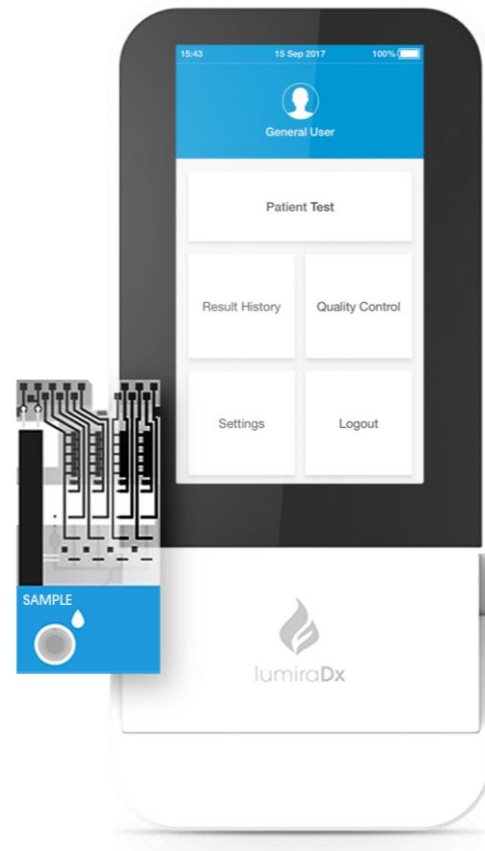 15:43 15 Sep 2017 100%
General User
Patient Test
Result History Quality Control
Settings Logout
SAMPLE
lumiraDx